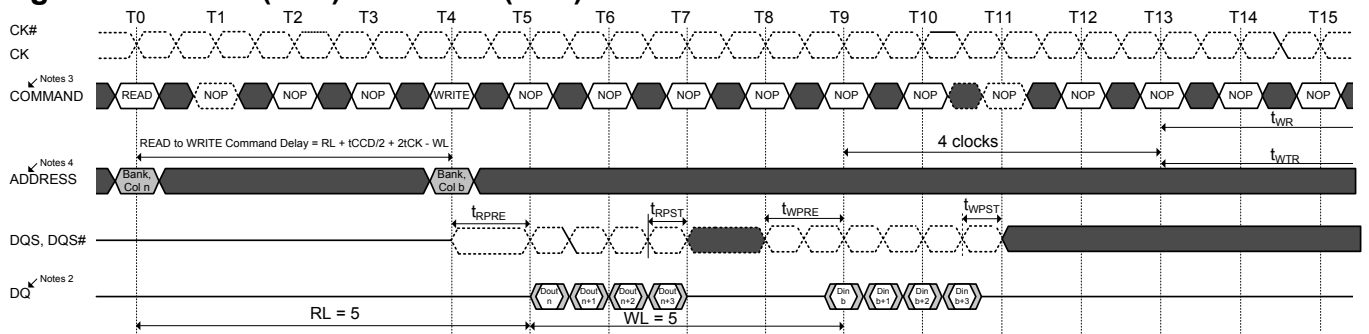 T0 T1 T2 T3 T4 T5 T6 T7 T8 T9 T10 T11 T12 T13 T14 T15
CK#
CK
Notes 3
COMMAND READ NOP NOP NOP WRITE NOP NOP NOP NOP NOP NOP NOP NOP NOP NOP NOP
tWR
READ to WRITE Command Delay = RL + tCCD/2 + 2tCK - WL
4 clocks
tWTR
Notes 4
ADDRESS
Bank, Col n
Bank, Col b
tRPRE tRPST tWPRE tWPST
DQS, DQS#
Notes 2
DQ
Dout n
Dout n+1
Dout n+2
Dout n+3
Din b
Din b+1
Din b+2
Din b+3
RL = 5
WL = 5